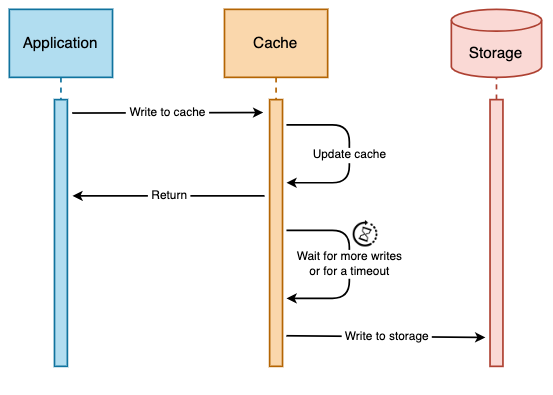 Application
Cache
Storage
Write to cache
Update cache
Return
Wait for more writes
or for a timeout
Write to storage